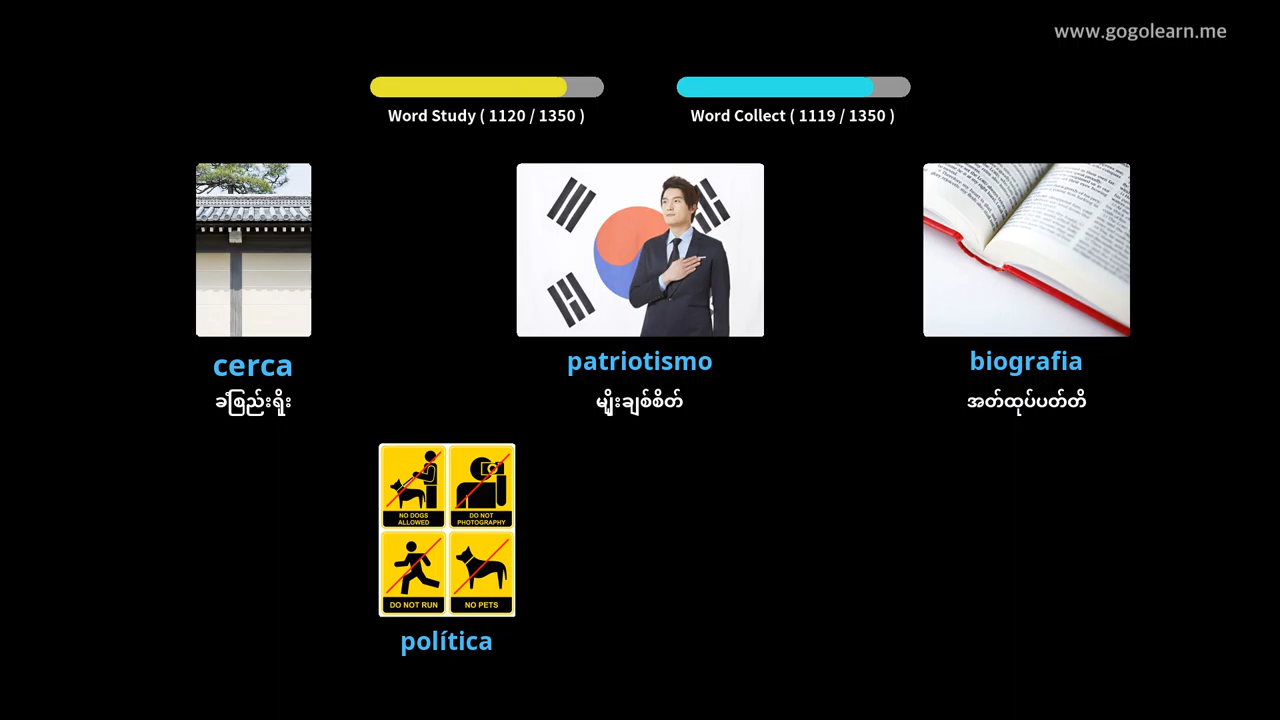 www.gogolearn.me
Word Study ( 1120 / 1350 )
Word Collect ( 1119 / 1350 )
cerca
ခံစည်းရိုး
patriotismo
မျိုးချစ်စိတ်
biografia
အတ်ထုပ်ပတ်တိ
NO DOGS
ALLOWED
DO NOT
PHOTOGRAPHY
DO NOT RUN
NO PETS
política